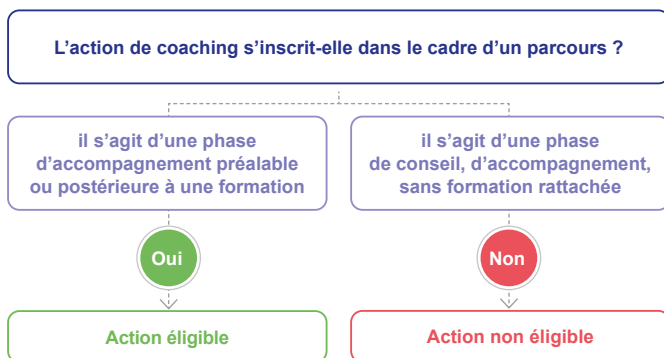 L’action de coaching s’inscrit-elle dans le cadre d’un parcours ?
il s’agit d’une phase
d’accompagnement préalable
ou postérieure à une formation
il s’agit d’une phase
de conseil, d’accompagnement,
sans formation rattachée
Oui
Non
Action éligible
Action non éligible